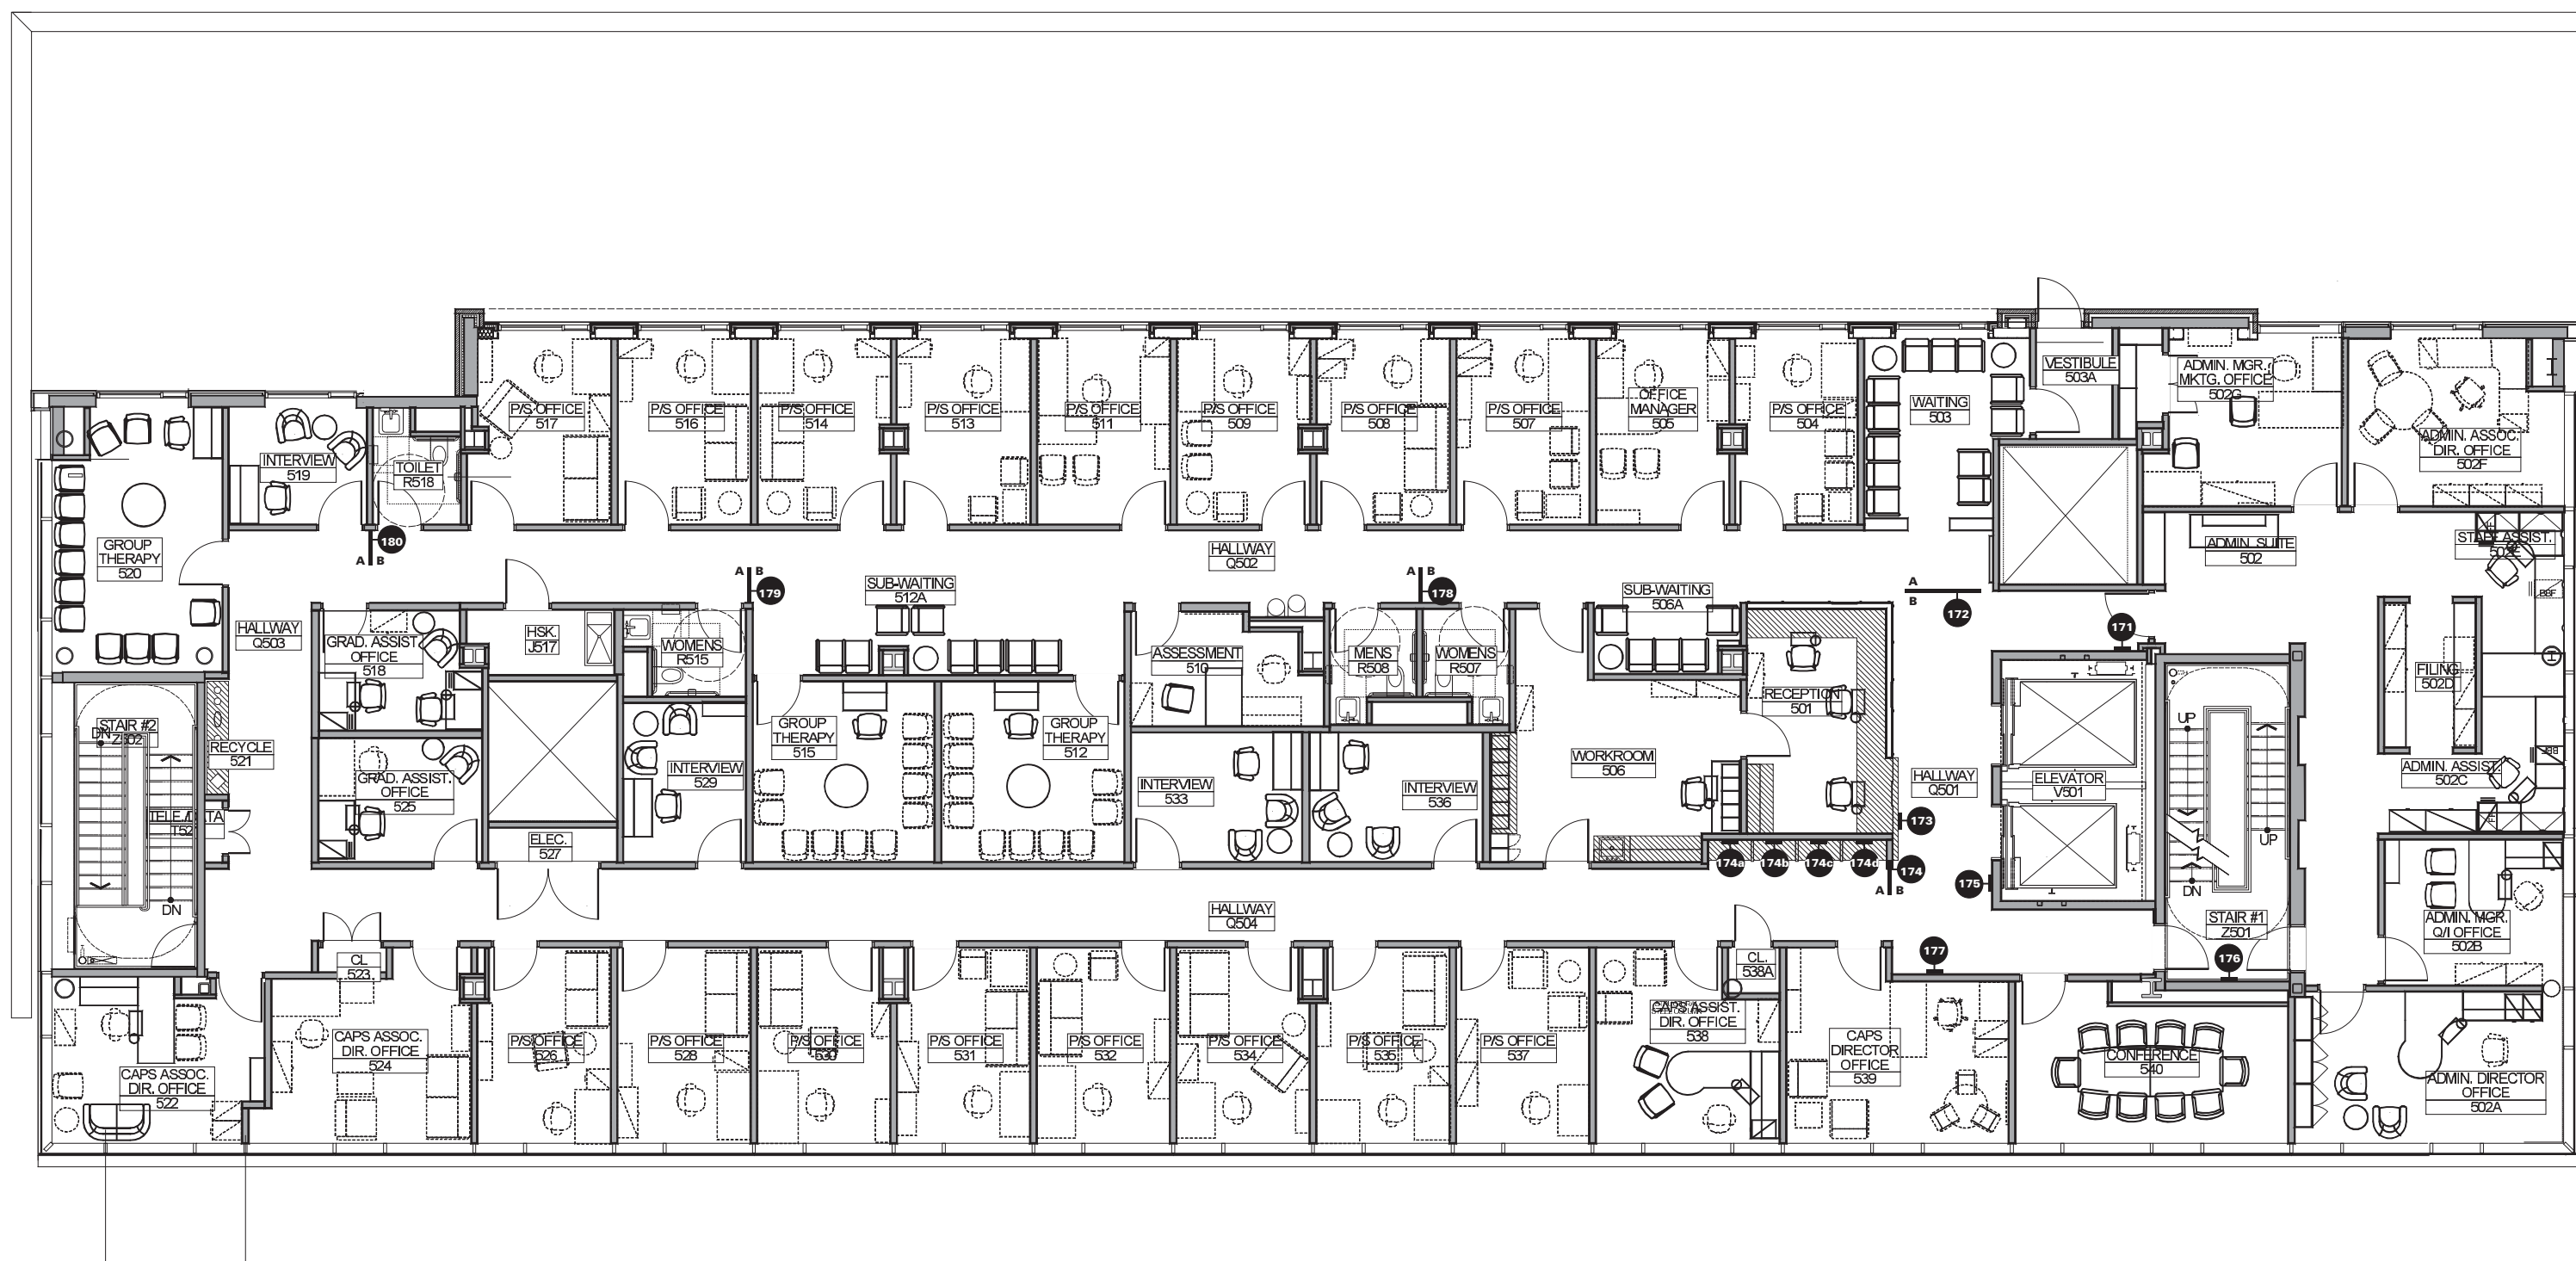 VESTIBULE
503A
ADMIN. MGR.
MKTG. OFFICE
502G
P/S OFFICE
517
P/S OFFICE
516
P/S OFFICE
514
P/S OFFICE
513
P/S OFFICE
511
P/S OFFICE
509
P/S OFFICE
508
P/S OFFICE
507
OFFICE
MANAGER
505
P/S OFFICE
504
WAITING
503
ADMIN. ASSOC.
DIR. OFFICE
502F
INTERVIEW
519
TOILET
R518
GROUP
THERAPY
520
180
A B
HALLWAY
Q502
ADMIN. SUITE
502
STAFF ASSIST.
502E
A B
179
SUB-WAITING
512A
A B
178
SUB-WAITING
506A
A
B
172
BBF
171
HALLWAY
Q503
GRAD. ASSIST.
OFFICE
518
HSK.
J517
WOMENS
R515
ASSESSMENT
510
MENS
R508
WOMENS
R507
RECEPTION
501
FILING
502D
STAIR #2
Z502
DN
RECYCLE
521
GROUP
THERAPY
515
GROUP
THERAPY
512
UP
BBF
GRAD. ASSIST.
OFFICE
525
INTERVIEW
529
INTERVIEW
533
INTERVIEW
536
WORKROOM
506
HALLWAY
Q501
ELEVATOR
V501
ADMIN. ASSIST.
502C
TELE./DATA
ELEC.
527
173
UP
174a
174b
174c
174d
174
A B
175
DN
DN
HALLWAY
Q504
STAIR #1
Z501
ADMIN. MGR.
Q/I OFFICE
502B
CL
523
CL.
538A
177
176
CAPS ASSOC.
DIR. OFFICE
522
CAPS ASSOC.
DIR. OFFICE
524
P/S OFFICE
526
P/S OFFICE
528
P/S OFFICE
530
P/S OFFICE
531
P/S OFFICE
532
P/S OFFICE
534
P/S OFFICE
535
P/S OFFICE
537
CAPS ASSIST.
DIR. OFFICE
538
CAPS
DIRECTOR
OFFICE
539
CONFERENCE
540
ADMIN. DIRECTOR
OFFICE
502A